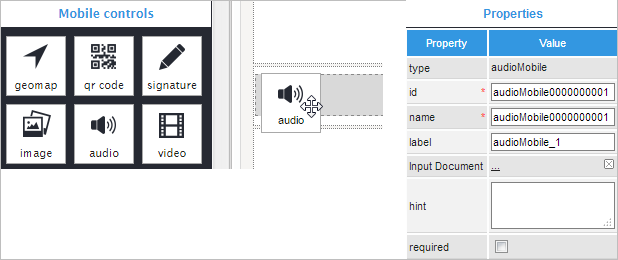 Mobile controls
geomap
qr code
signature
image
audio
video
audio
Properties
Property Value
type audioMobile
id * audioMobile0000000001
name * audioMobile0000000001
label audioMobile_1
Input Document ...
hint
required